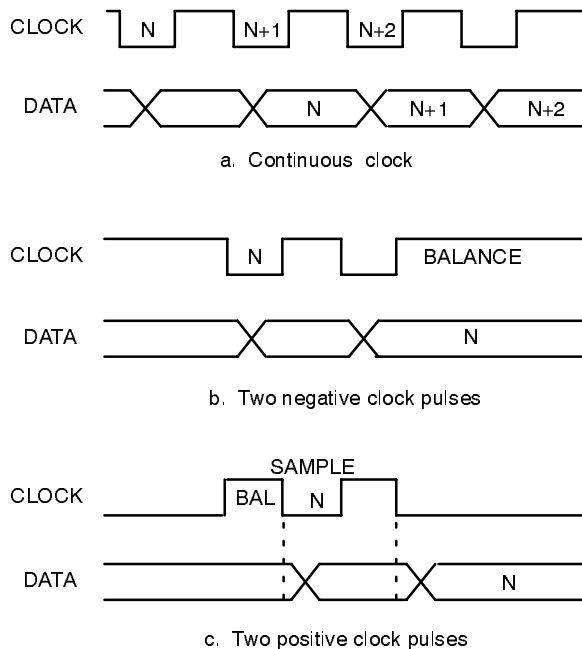 CLOCK N N+1 N+2
DATA N N+1 N+2
a. Continuous clock
CLOCK N BALANCE
DATA N
b. Two negative clock pulses
SAMPLE
CLOCK BAL N
DATA N
c. Two positive clock pulses